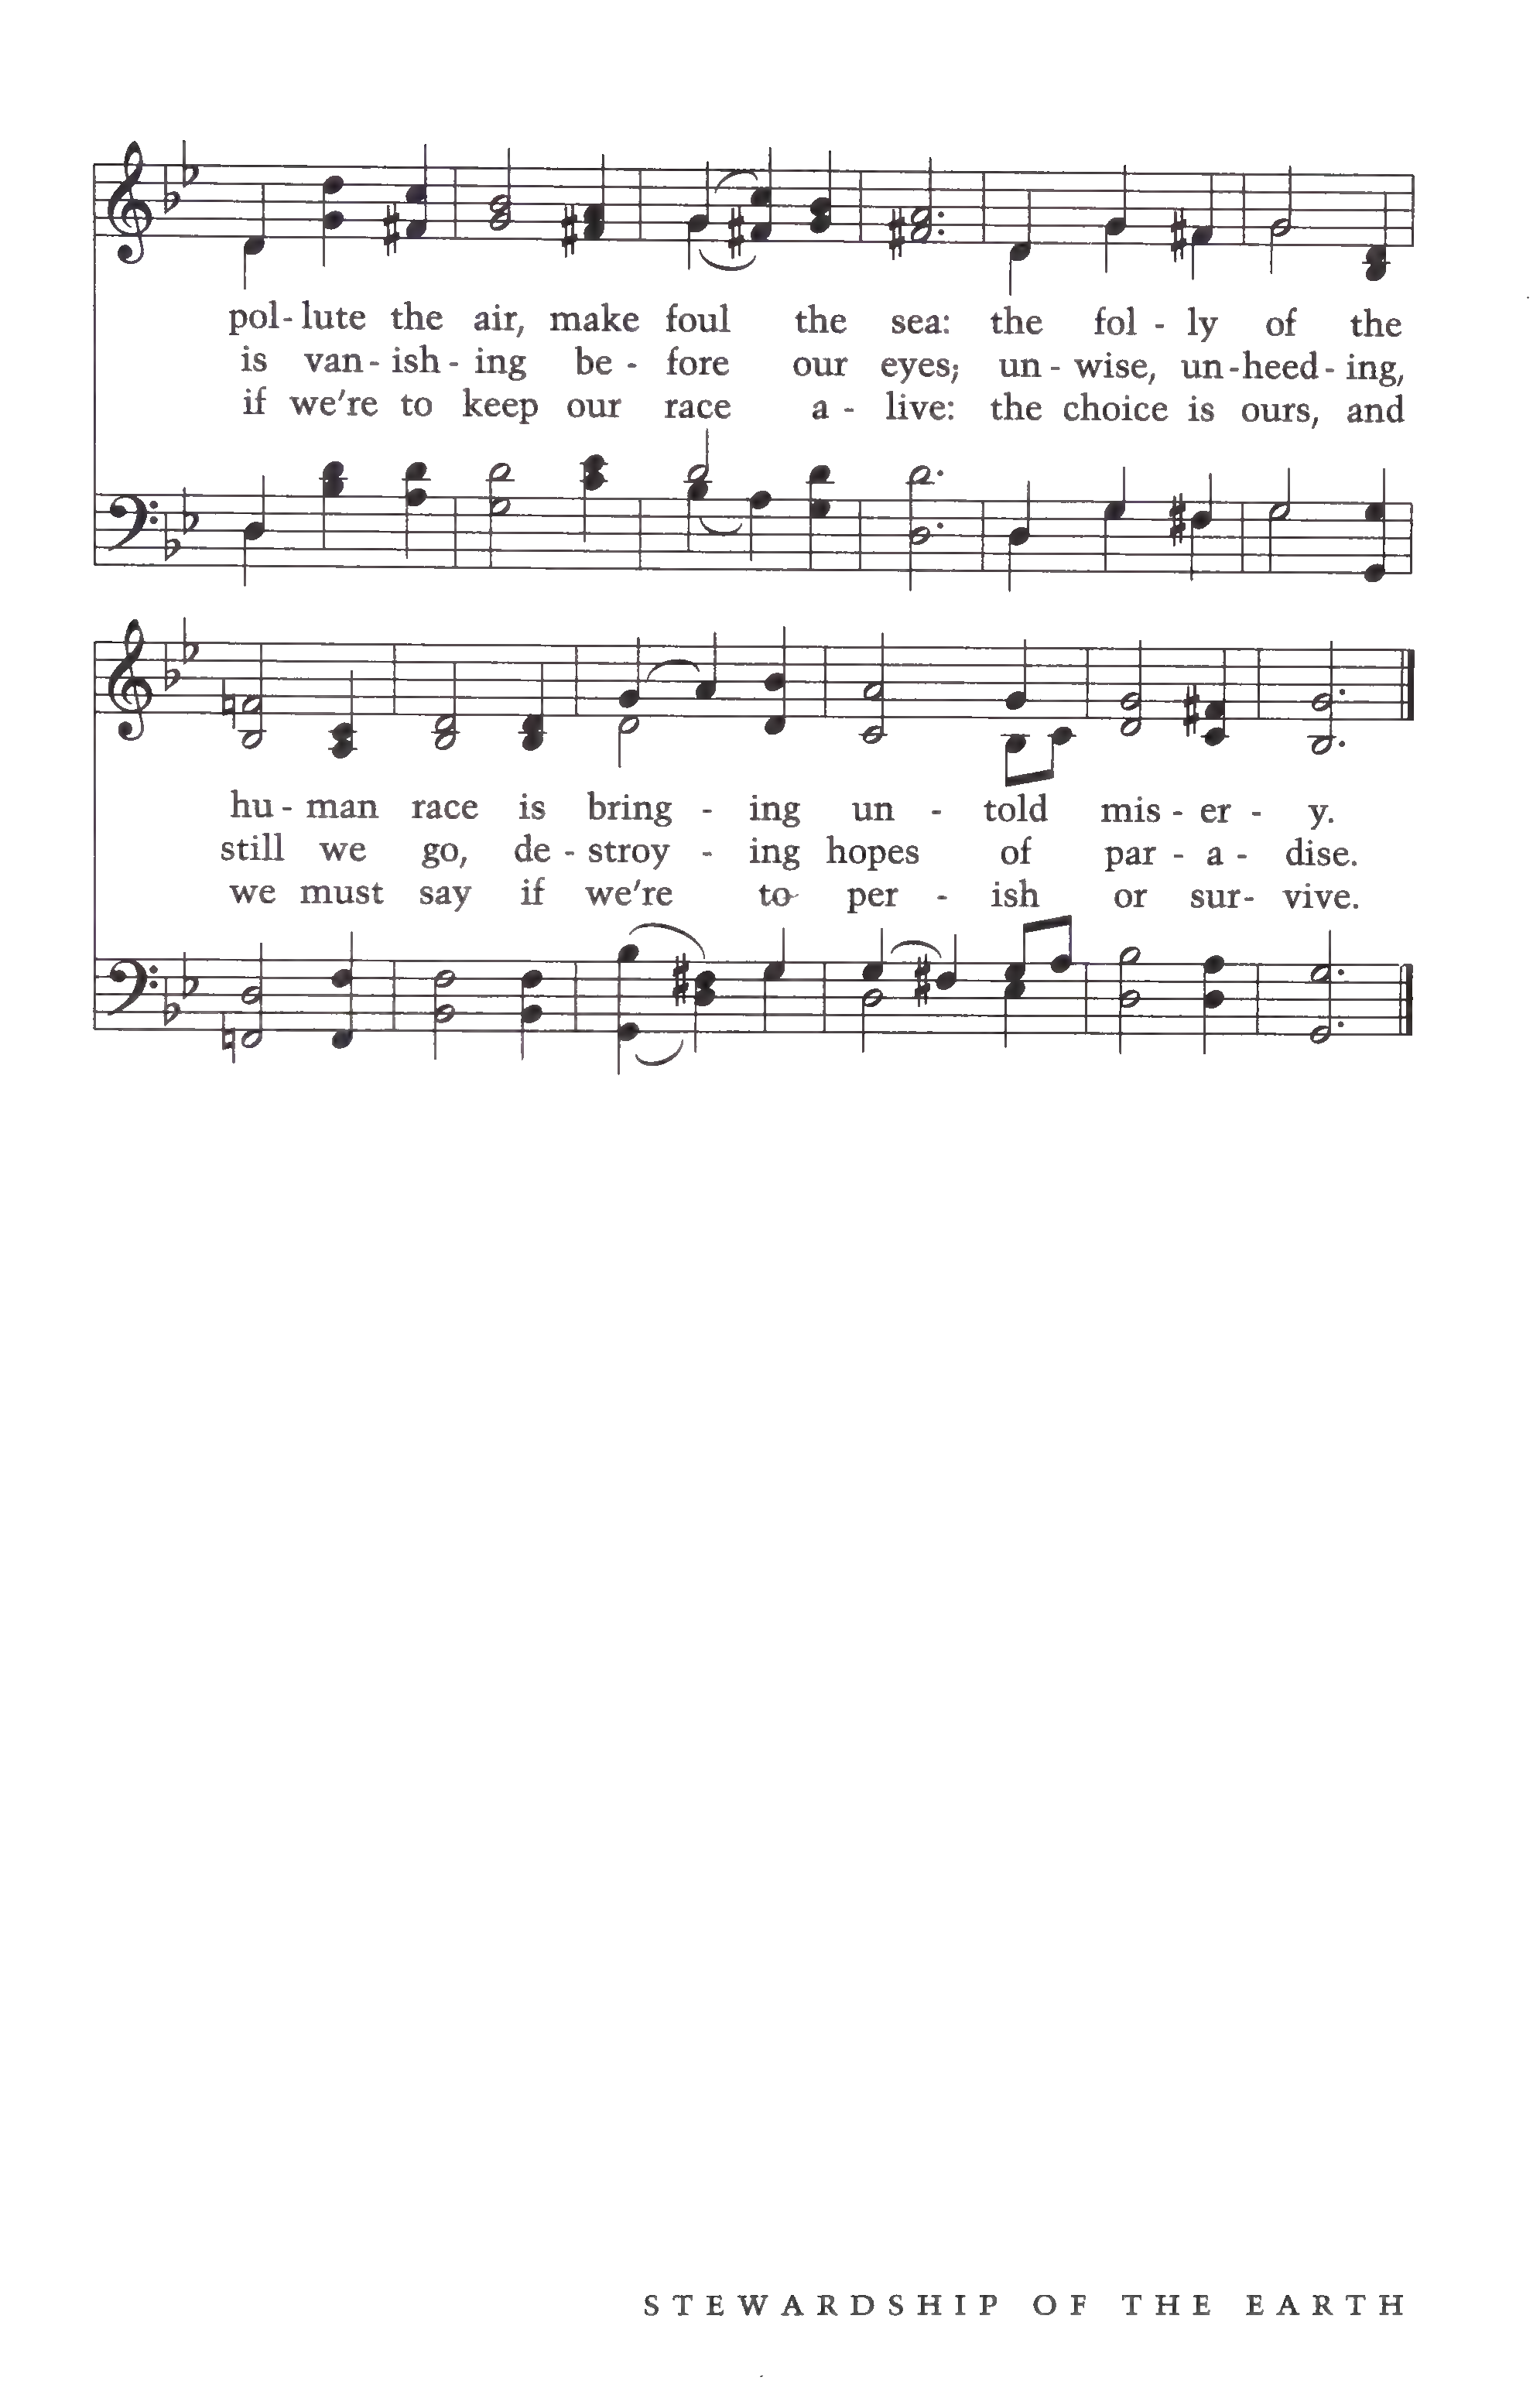 pol- lute the air, make foul the sea: the fol - ly of the
is van - ish - ing be - fore our eyes; un - wise, un - heed - ing,
if we're to keep our race a - live: the choice is ours, and
hu - man race is bring - ing un - told mis - er - y.
still we go, de - stroy - ing hopes of par - a - dise.
we must say if we're to per - ish or sur- vive.
STEWARDSHIP OF THE EARTH